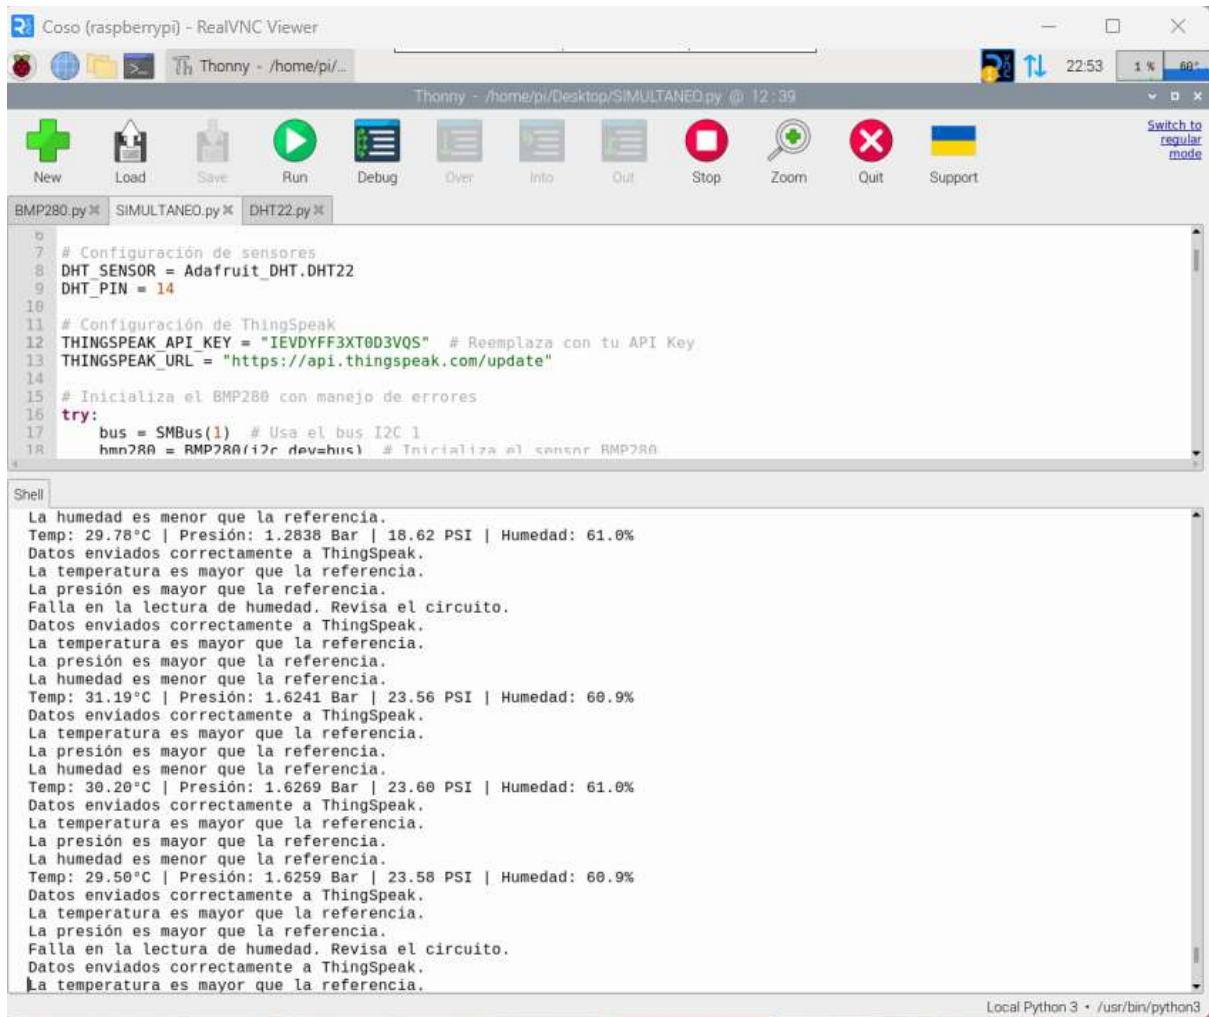 Coso (raspberrypi) - RealVNC Viewer
Thonny - /home/pi/...
22:53
1 %
60°
Thonny - /home/pi/Desktop/SIMULTANEO.py @ 12:39
New
Load
Save
Run
Debug
Over
Into
Out
Stop
Zoom
Quit
Support
Switch to
regular
mode
BMP280.py
SIMULTANEO.py
DHT22.py
6
7 # Configuración de sensores
8 DHT_SENSOR = Adafruit_DHT.DHT22
9 DHT_PIN = 14
10
11 # Configuración de ThingSpeak
12 THINGSPEAK_API_KEY = "IEVDYFF3XT0D3VQS" # Reemplaza con tu API Key
13 THINGSPEAK_URL = "https://api.thingspeak.com/update"
14
15 # Inicializa el BMP280 con manejo de errores
16 try:
17 bus = SMBus(1) # Usa el bus I2C 1
18 bmp280 = BMP280(i2c_dev=bus) # Inicializa el sensor BMP280
Shell
La humedad es menor que la referencia.
Temp: 29.78°C | Presión: 1.2838 Bar | 18.62 PSI | Humedad: 61.0%
Datos enviados correctamente a ThingSpeak.
La temperatura es mayor que la referencia.
La presión es mayor que la referencia.
Falla en la lectura de humedad. Revisa el circuito.
Datos enviados correctamente a ThingSpeak.
La temperatura es mayor que la referencia.
La presión es mayor que la referencia.
La humedad es menor que la referencia.
Temp: 31.19°C | Presión: 1.6241 Bar | 23.56 PSI | Humedad: 60.9%
Datos enviados correctamente a ThingSpeak.
La temperatura es mayor que la referencia.
La presión es mayor que la referencia.
La humedad es menor que la referencia.
Temp: 30.20°C | Presión: 1.6269 Bar | 23.60 PSI | Humedad: 61.0%
Datos enviados correctamente a ThingSpeak.
La temperatura es mayor que la referencia.
La presión es mayor que la referencia.
La humedad es menor que la referencia.
Temp: 29.50°C | Presión: 1.6259 Bar | 23.58 PSI | Humedad: 60.9%
Datos enviados correctamente a ThingSpeak.
La temperatura es mayor que la referencia.
La presión es mayor que la referencia.
Falla en la lectura de humedad. Revisa el circuito.
Datos enviados correctamente a ThingSpeak.
La temperatura es mayor que la referencia.
Local Python 3 • /usr/bin/python3